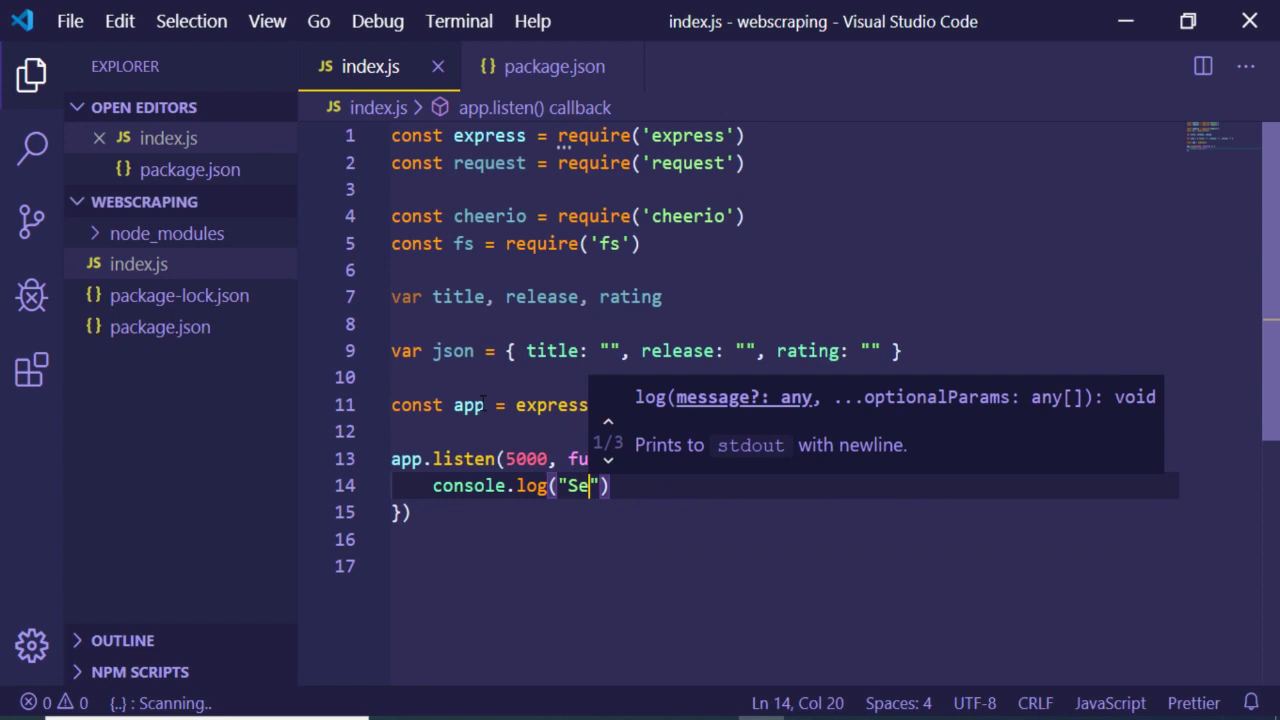 File Edit Selection View Go Debug Terminal Help index.js - webscraping - Visual Studio Code
EXPLORER
OPEN EDITORS
JS index.js
{} package.json
WEBSCRAPING
node_modules
JS index.js
{} package-lock.json
{} package.json
OUTLINE
NPM SCRIPTS
JS index.js {} package.json
JS index.js > app.listen() callback
1 const express = require('express')
2 const request = require('request')
3
4 const cheerio = require('cheerio')
5 const fs = require('fs')
6
7 var title, release, rating
8
9 var json = { title: "", release: "", rating: "" }
10
11 const app = express
12
13 app.listen(5000, fu
14 console.log("Se")
15 })
16
17
log(message?: any, ...optionalParams: any[]): void
1/3 Prints to stdout with newline.
0 0 {..} : Scanning.. Ln 14, Col 20 Spaces: 4 UTF-8 CRLF JavaScript Prettier